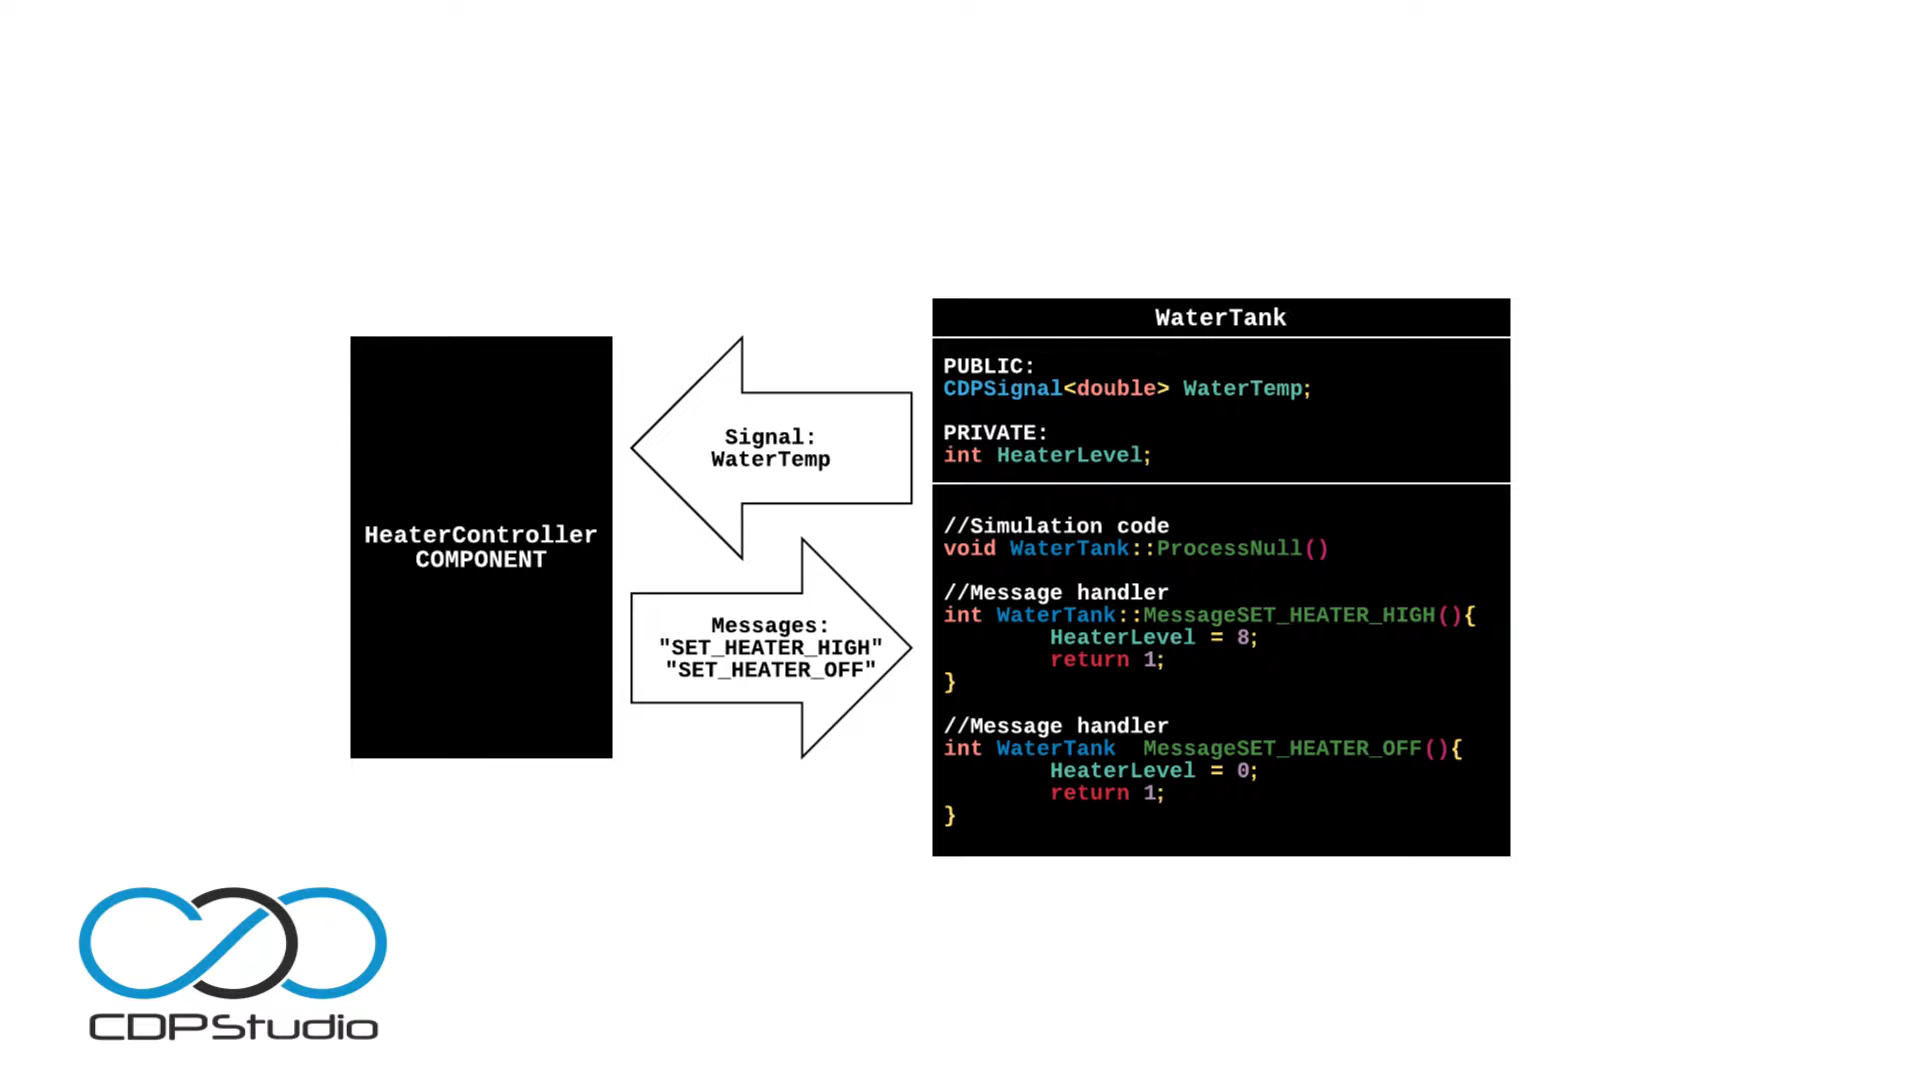 HeaterController
COMPONENT
Signal:
WaterTemp
Messages:
"SET_HEATER_HIGH"
"SET_HEATER_OFF"
WaterTank
PUBLIC:
CDPSignal<double> WaterTemp;
PRIVATE:
int HeaterLevel;
//Simulation code
void WaterTank::ProcessNull()
//Message handler
int WaterTank::MessageSET_HEATER_HIGH(){
HeaterLevel = 8;
return 1;
}
//Message handler
int WaterTank  MessageSET_HEATER_OFF(){
HeaterLevel = 0;
return 1;
}
CDPStudio